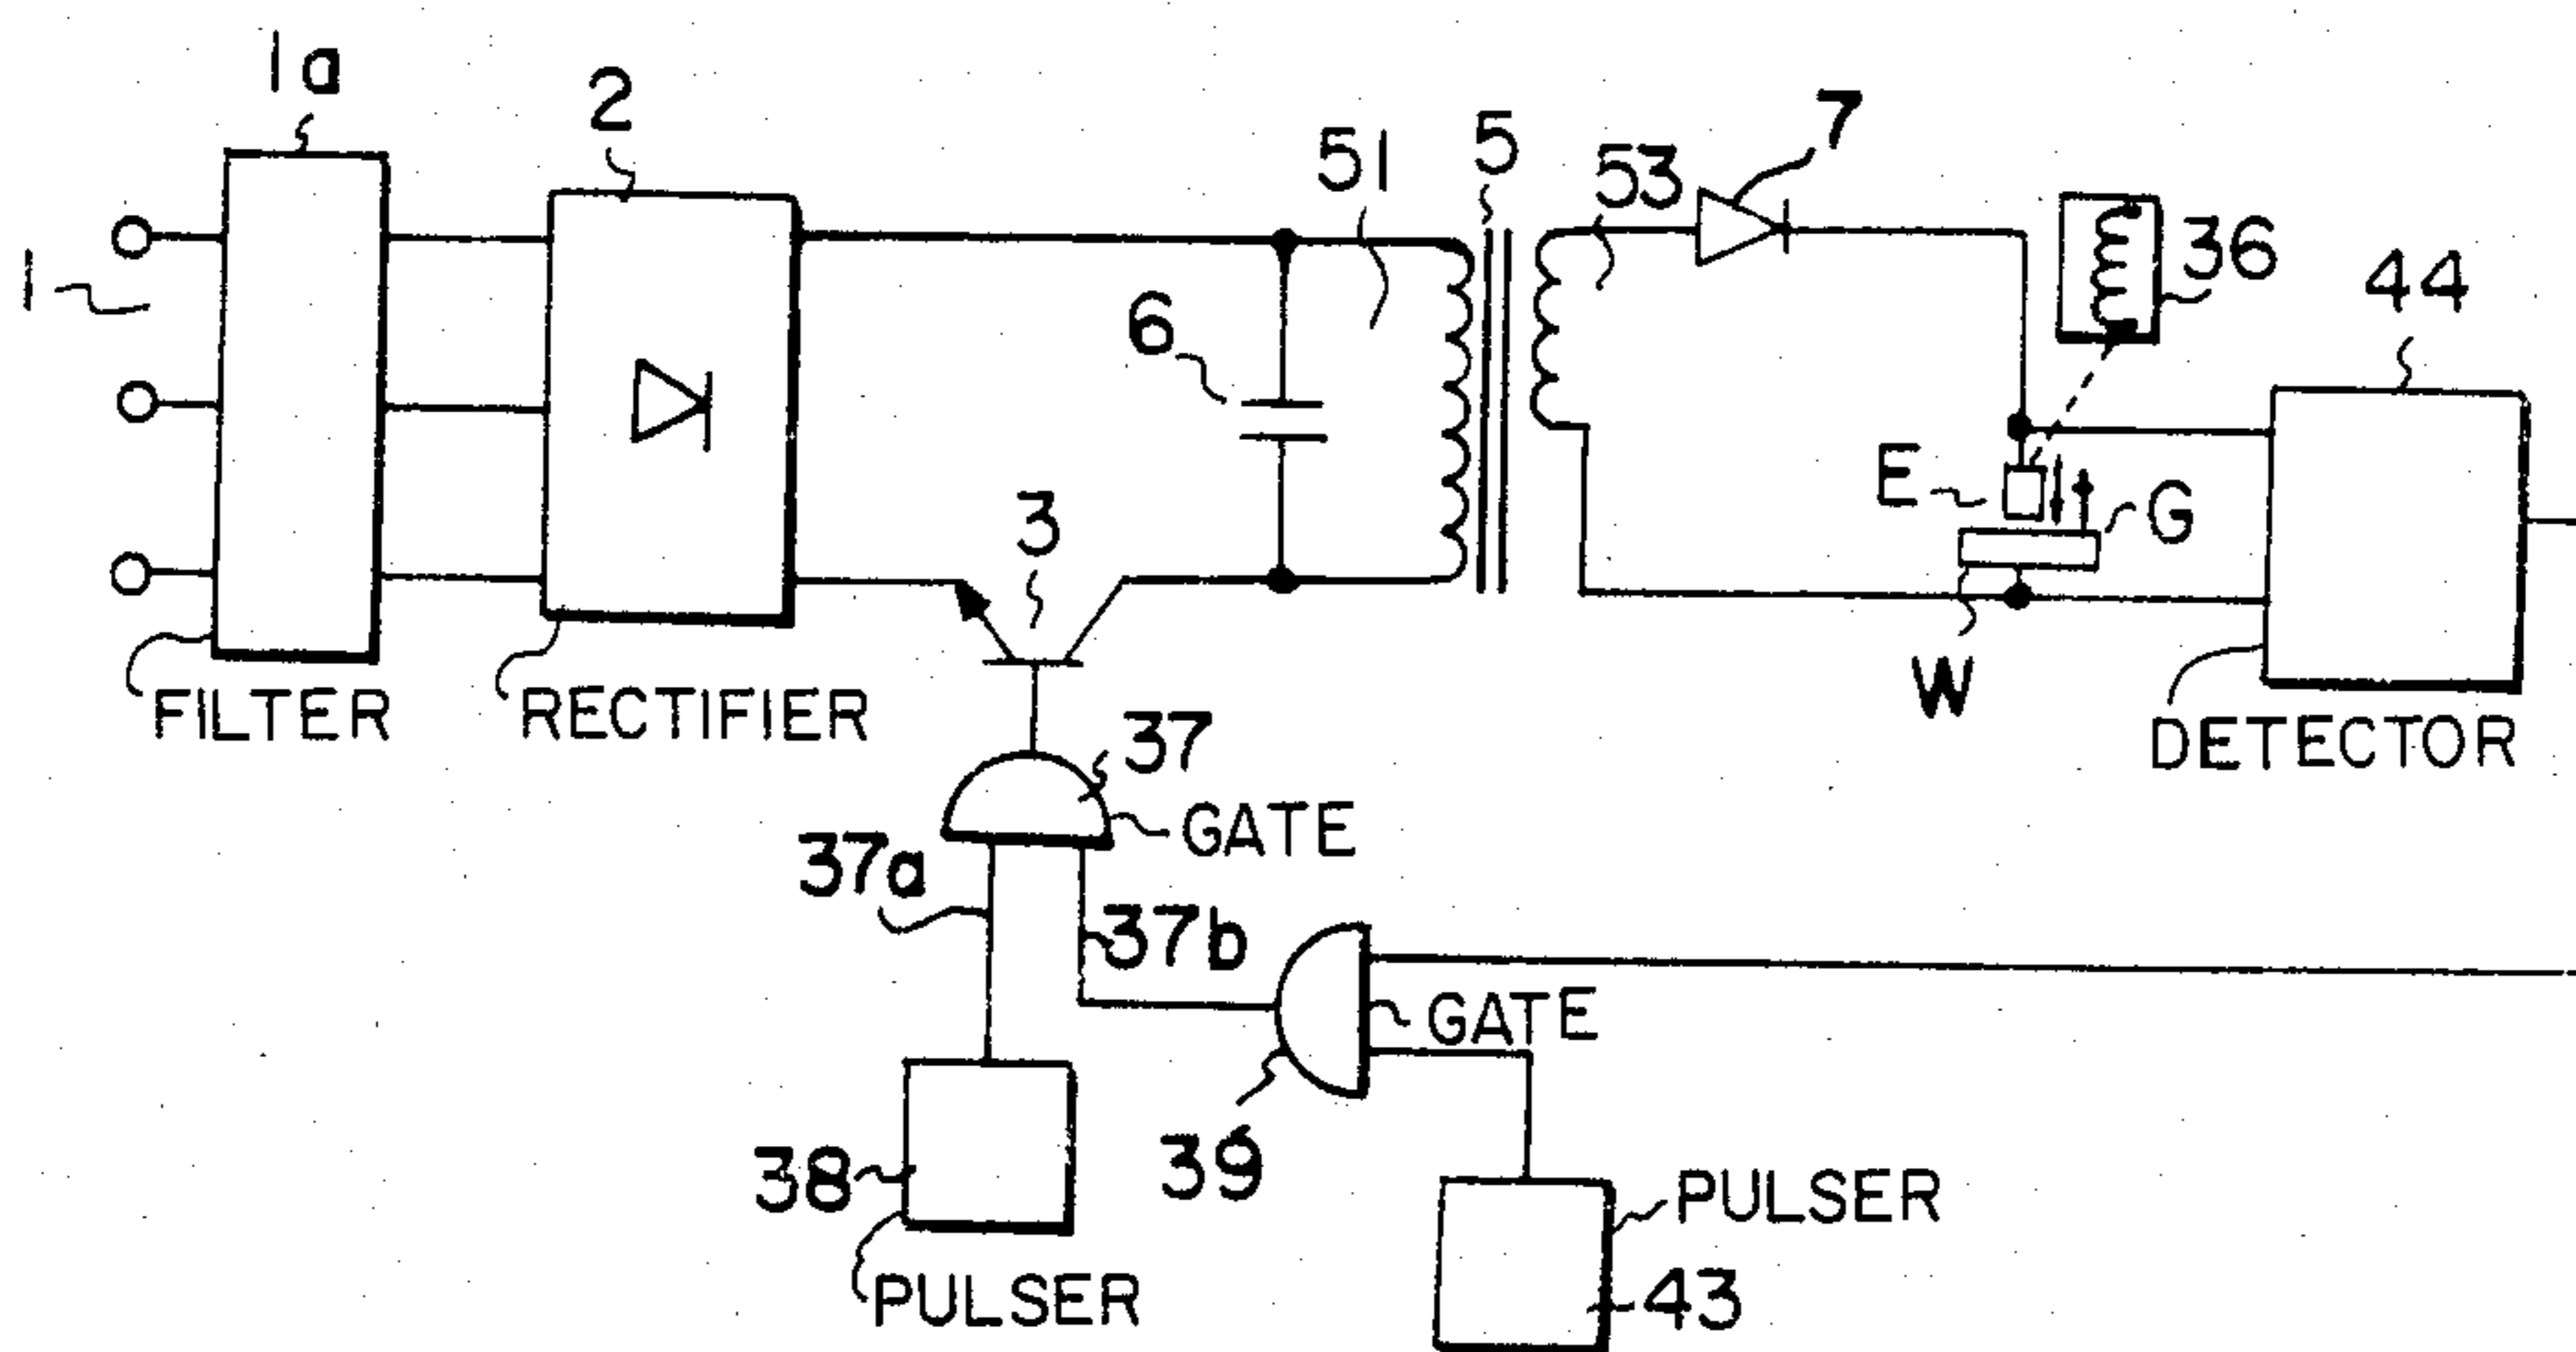 1a
2
51
5
53
7
36
44
1
6
E
G
3
W
FILTER
RECTIFIER
DETECTOR
37
GATE
37a
37b
GATE
39
38
PULSER
PULSER
43